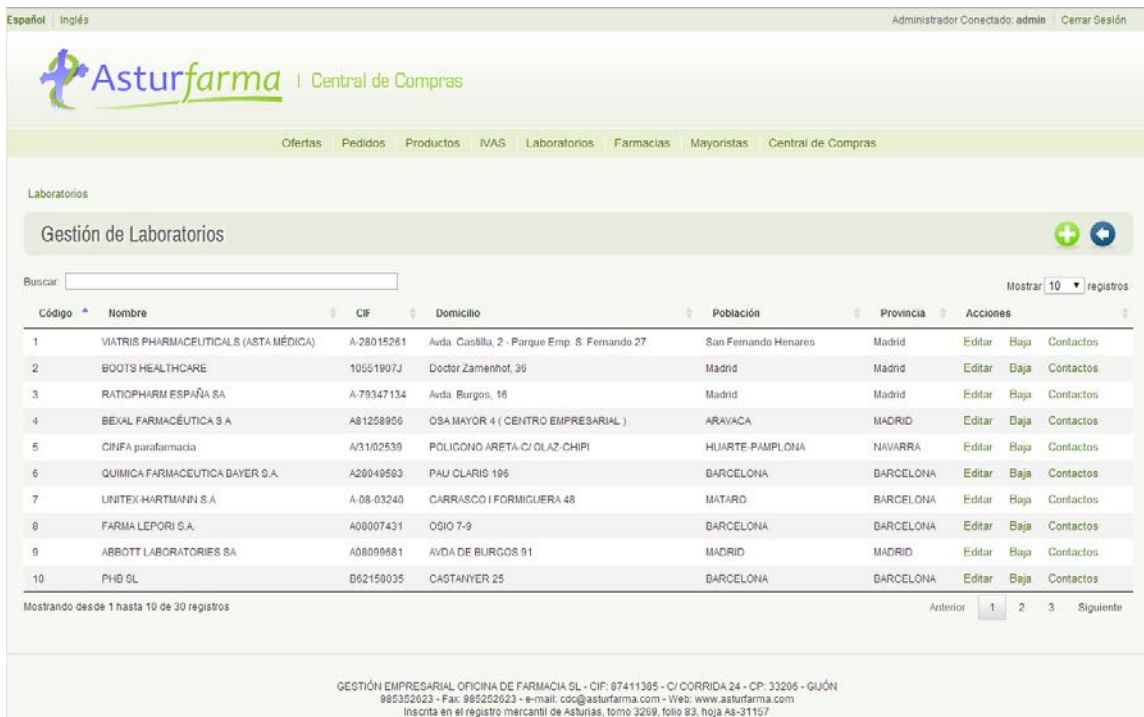 Español Inglés Administrador Conectado: admin Cerrar Sesión
Asturfarma | Central de Compras
Ofertas Pedidos Productos IVAS Laboratorios Farmacias Mayoristas Central de Compras
Laboratorios
Gestión de Laboratorios
Buscar: Mostrar 10 registros
Código Nombre CIF Domicilio Población Provincia Acciones
1 VIATRIS PHARMACEUTICALS (ASTA MÉDICA) A-28015261 Avda. Castilla, 2 - Parque Emp. S. Fernando 27 San Fernando Henares Madrid Editar Baja Contactos
2 BOOTS HEALTHCARE 10551907J Doctor Zamenhof, 36 Madrid Madrid Editar Baja Contactos
3 RATIOPHARM ESPAÑA SA A-79347134 Avda. Burgos, 16 Madrid Madrid Editar Baja Contactos
4 BEXAL FARMACÉUTICA S.A A81258956 OSA MAYOR 4 ( CENTRO EMPRESARIAL ) ARAVACA MADRID Editar Baja Contactos
5 CINFA parafarmacia A/31/02539 POLIGONO ARETA-C/ OLAZ-CHIPI HUARTE-PAMPLONA NAVARRA Editar Baja Contactos
6 QUIMICA FARMACEUTICA BAYER S.A. A28049583 PAU CLARIS 196 BARCELONA BARCELONA Editar Baja Contactos
7 UNITEX-HARTMANN S.A A-08-03240 CARRASCO I FORMIGUERA 48 MATARO BARCELONA Editar Baja Contactos
8 FARMA LEPORI S.A. A08007431 OSIO 7-9 BARCELONA BARCELONA Editar Baja Contactos
9 ABBOTT LABORATORIES SA A08099681 AVDA DE BURGOS 91 MADRID MADRID Editar Baja Contactos
10 PHB SL B62158035 CASTANYER 25 BARCELONA BARCELONA Editar Baja Contactos
Mostrando desde 1 hasta 10 de 30 registros Anterior 1 2 3 Siguiente
GESTIÓN EMPRESARIAL OFICINA DE FARMACIA SL - CIF: 87411385 - C/ CORRIDA 24 - CP: 33206 - GIJÓN
985352623 - Fax: 985252623 - e-mail: cdc@asturfarma.com - Web: www.asturfarma.com
Inscrita en el registro mercantil de Asturias, tomo 3269, folio 83, hoja As-31157